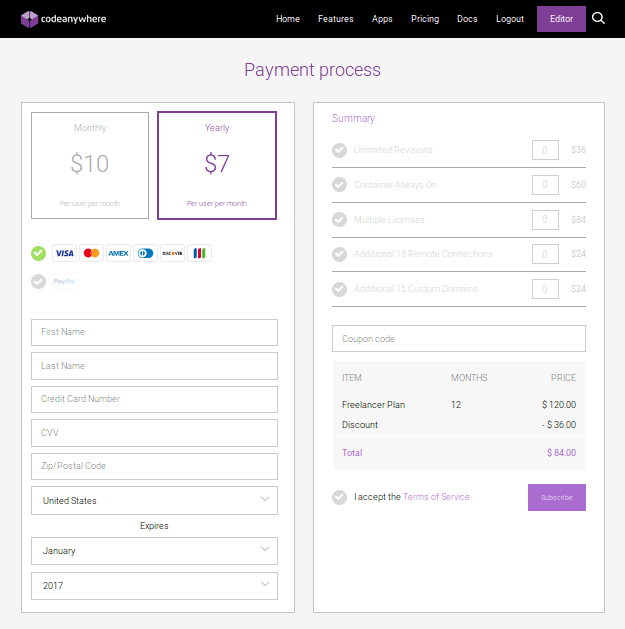 codeanywhere
Home Features Apps Pricing Docs Logout Editor
Payment process
Monthly
$10
Per user per month
Yearly
$7
Per user per month
VISA AMEX DISCOVER
PayPal
First Name
Last Name
Credit Card Number
CVV
Zip/Postal Code
United States
Expires
January
2017
Summary
Unlimited Revisions 0 $36
Container Always On 0 $60
Multiple Licenses 0 $84
Additional 15 Remote Connections 0 $24
Additional 15 Custom Domains 0 $24
Coupon code
ITEM MONTHS PRICE
Freelancer Plan 12 $ 120.00
Discount - $ 36.00
Total $ 84.00
I accept the Terms of Service Subscribe